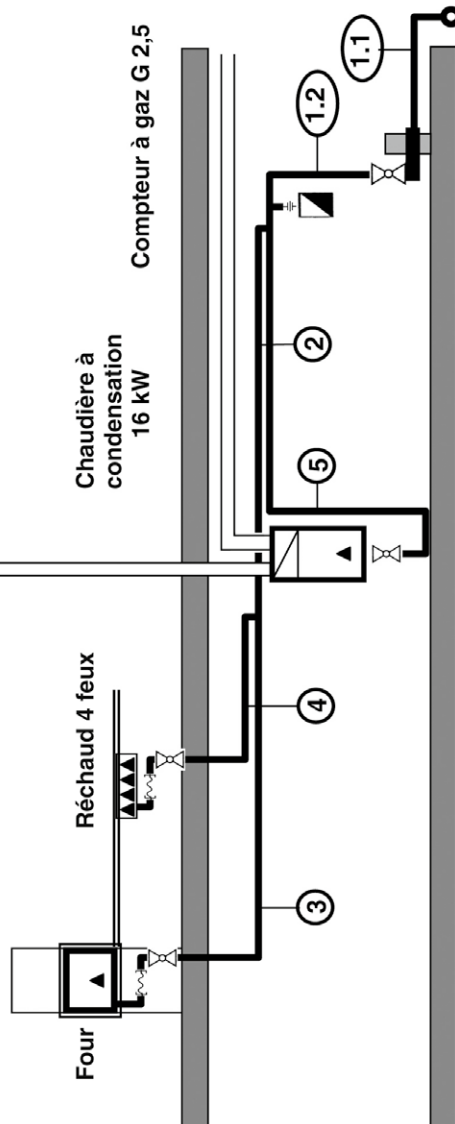 Four
Réchaud 4 feux
Chaudière à
condensation
16 kW
Compteur à gaz G 2,5
3
4
5
2
1.2
1.1